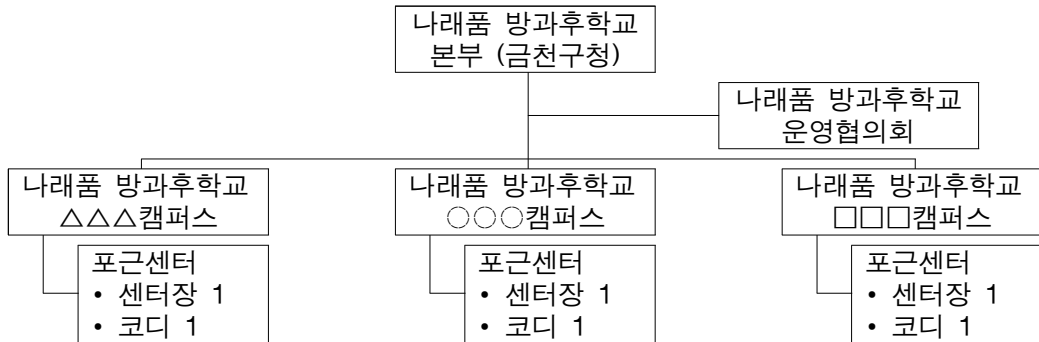 나래품 방과후학교
본부 (금천구청)
나래품 방과후학교
운영협의회
나래품 방과후학교
△△△캠퍼스
나래품 방과후학교
○○○캠퍼스
나래품 방과후학교
□□□캠퍼스
포근센터
• 센터장 1
• 코디 1
포근센터
• 센터장 1
• 코디 1
포근센터
• 센터장 1
• 코디 1